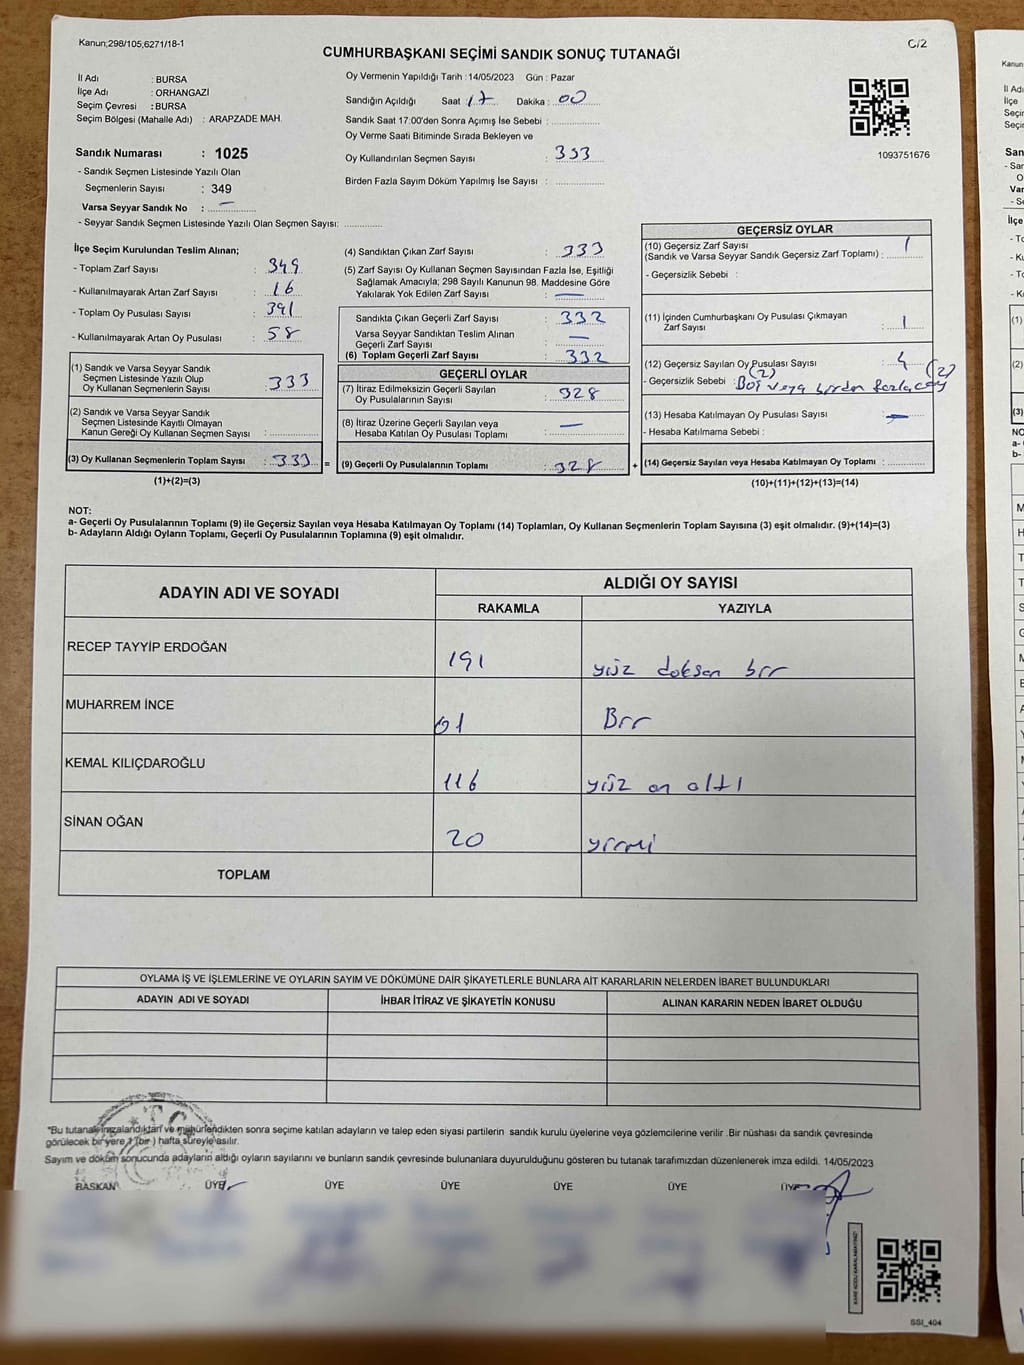 Kanun;298/105,6271/18-1
C/2
CUMHURBAŞKANI SEÇİMİ SANDIK SONUÇ TUTANAĞI
İl Adı : BURSA
İlçe Adı : ORHANGAZİ
Seçim Çevresi : BURSA
Seçim Bölgesi (Mahalle Adı) : ARAPZADE MAH.
Sandık Numarası : 1025
- Sandık Seçmen Listesinde Yazılı Olan
Seçmenlerin Sayısı : 349
Varsa Seyyar Sandık No : —
- Seyyar Sandık Seçmen Listesinde Yazılı Olan Seçmen Sayısı:
Oy Vermenin Yapıldığı Tarih :14/05/2023 Gün : Pazar
Sandığın Açıldığı Saat : 17 Dakika : 00
Sandık Saat 17:00'den Sonra Açımış İse Sebebi :
Oy Verme Saati Bitiminde Sırada Bekleyen ve
Oy Kullandırılan Seçmen Sayısı : 333
Birden Fazla Sayım Döküm Yapılmış İse Sayısı :
1093751676
İlçe Seçim Kurulundan Teslim Alınan;
- Toplam Zarf Sayısı : 349
- Kullanılmayarak Artan Zarf Sayısı : 16
- Toplam Oy Pusulası Sayısı : 391
- Kullanılmayarak Artan Oy Pusulası : 58
(1) Sandık ve Varsa Seyyar Sandık
Seçmen Listesinde Yazılı Olup
Oy Kullanan Seçmenlerin Sayısı : 333
(2) Sandık ve Varsa Seyyar Sandık
Seçmen Listesinde Kayıtlı Olmayan
Kanun Gereği Oy Kullanan Seçmen Sayısı :
(3) Oy Kullanan Seçmenlerin Toplam Sayısı : 333 =
(1)+(2)=(3)
(4) Sandıktan Çıkan Zarf Sayısı : 333
(5) Zarf Sayısı Oy Kullanan Seçmen Sayısından Fazla İse, Eşitliği
Sağlamak Amacıyla; 298 Sayılı Kanunun 98. Maddesine Göre
Yakılarak Yok Edilen Zarf Sayısı : —
Sandıkta Çıkan Geçerli Zarf Sayısı : 332
Varsa Seyyar Sandıktan Teslim Alınan
Geçerli Zarf Sayısı : —
(6) Toplam Geçerli Zarf Sayısı : 332
GEÇERLİ OYLAR
(7) İtiraz Edilmeksizin Geçerli Sayılan
Oy Pusulalarının Sayısı : 328
(8) İtiraz Üzerine Geçerli Sayılan veya
Hesaba Katılan Oy Pusulası Toplamı : —
(9) Geçerli Oy Pusulalarının Toplamı : 328 +
GEÇERSİZ OYLAR
(10) Geçersiz Zarf Sayısı
(Sandık ve Varsa Seyyar Sandık Geçersiz Zarf Toplamı) : 1
- Geçersizlik Sebebi :
(11) İçinden Cumhurbaşkanı Oy Pusulası Çıkmayan
Zarf Sayısı : 1
(12) Geçersiz Sayılan Oy Pusulası Sayısı : 4
- Geçersizlik Sebebi : Boş (2) veya birden fazla oy (2)
(13) Hesaba Katılmayan Oy Pusulası Sayısı : —
- Hesaba Katılmama Sebebi :
(14) Geçersiz Sayılan veya Hesaba Katılmayan Oy Toplamı :
(10)+(11)+(12)+(13)=(14)
NOT:
a- Geçerli Oy Pusulalarının Toplamı (9) ile Geçersiz Sayılan veya Hesaba Katılmayan Oy Toplamı (14) Toplamları, Oy Kullanan Seçmenlerin Toplam Sayısına (3) eşit olmalıdır. (9)+(14)=(3)
b- Adayların Aldığı Oyların Toplamı, Geçerli Oy Pusulalarının Toplamına (9) eşit olmalıdır.
ADAYIN ADI VE SOYADI
ALDIĞI OY SAYISI
RAKAMLA YAZIYLA
RECEP TAYYİP ERDOĞAN 191 yüz doksan bir
MUHARREM İNCE 01 Bir
KEMAL KILIÇDAROĞLU 116 yüz on altı
SİNAN OĞAN 20 yirmi
TOPLAM
OYLAMA İŞ VE İŞLEMLERİNE VE OYLARIN SAYIM VE DÖKÜMÜNE DAİR ŞİKAYETLERLE BUNLARA AİT KARARLARIN NELERDEN İBARET BULUNDUKLARI
ADAYIN ADI VE SOYADI İHBAR İTİRAZ VE ŞİKAYETİN KONUSU ALINAN KARARIN NEDEN İBARET OLDUĞU
T.C.
"Bu tutanak imzalandıktan ve mühürlendikten sonra seçime katılan adayların ve talep eden siyasi partilerin sandık kurulu üyelerine veya gözlemcilerine verilir .Bir nüshası da sandık çevresinde
görülecek bir yere 1 (bir ) hafta süreyle asılır.
Sayım ve döküm sonucunda adayların aldığı oyların sayılarını ve bunların sandık çevresinde bulunanlara duyurulduğunu gösteren bu tutanak tarafımızdan düzenlenerek imza edildi. 14/05/2023
BAŞKAN ÜYE ÜYE ÜYE ÜYE ÜYE ÜYE
SSI_404